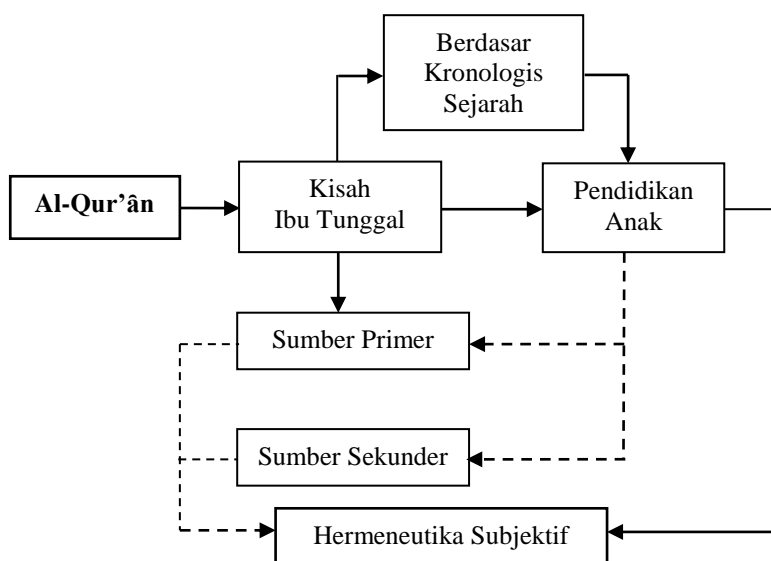 Berdasar
Kronologis
Sejarah
Al-Qur’ân
Kisah
Ibu Tunggal
Pendidikan
Anak
Sumber Primer
Sumber Sekunder
Hermeneutika Subjektif